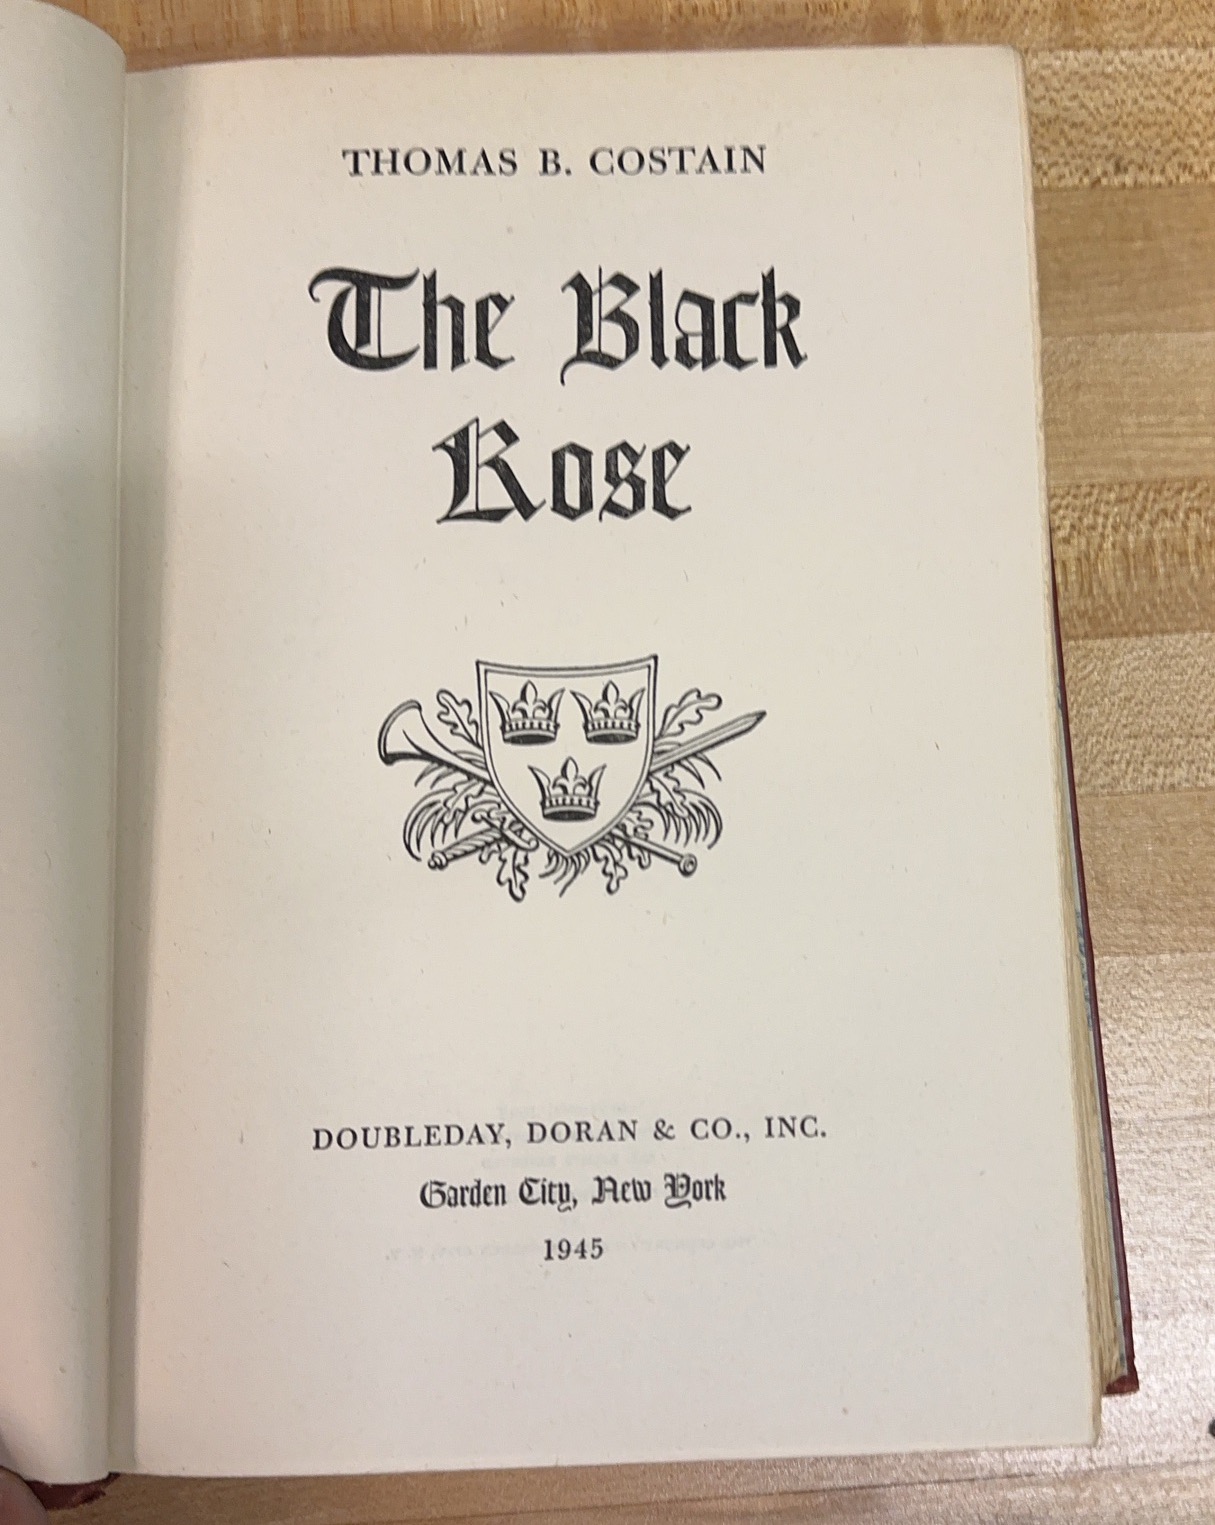 THOMAS B. COSTAIN
The Black
Rose
DOUBLEDAY, DORAN & CO., INC.
Garden City, New York
1945